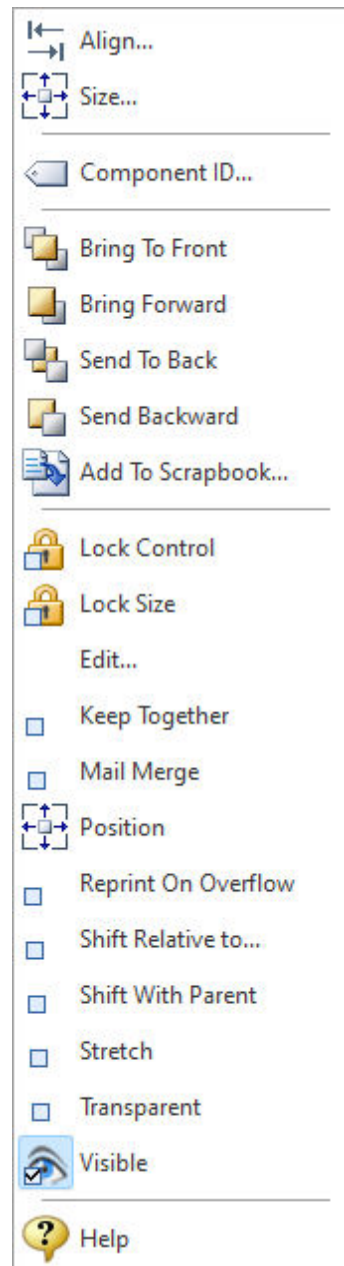 Align...
Size...
Component ID...
Bring To Front
Bring Forward
Send To Back
Send Backward
Add To Scrapbook...
Lock Control
Lock Size
Edit...
Keep Together
Mail Merge
Position
Reprint On Overflow
Shift Relative to...
Shift With Parent
Stretch
Transparent
Visible
Help